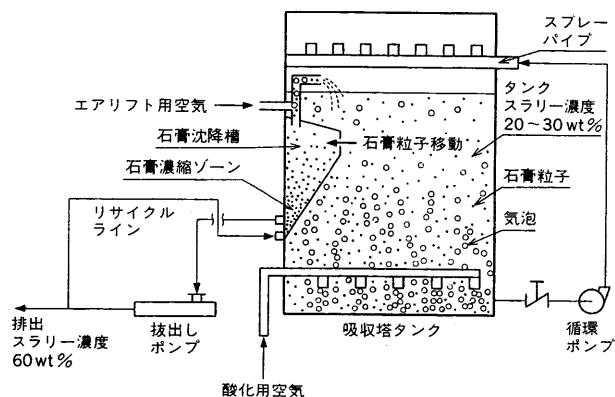 スプレー
パイプ
エアリフト用空気
タンク
スラリー濃度
20～30wt%
石膏沈降槽
石膏粒子移動
石膏濃縮ゾーン
石膏粒子
リサイクル
ライン
気泡
排出
スラリー濃度
60wt%
抜出し
ポンプ
吸収塔タンク
循環
ポンプ
酸化用空気